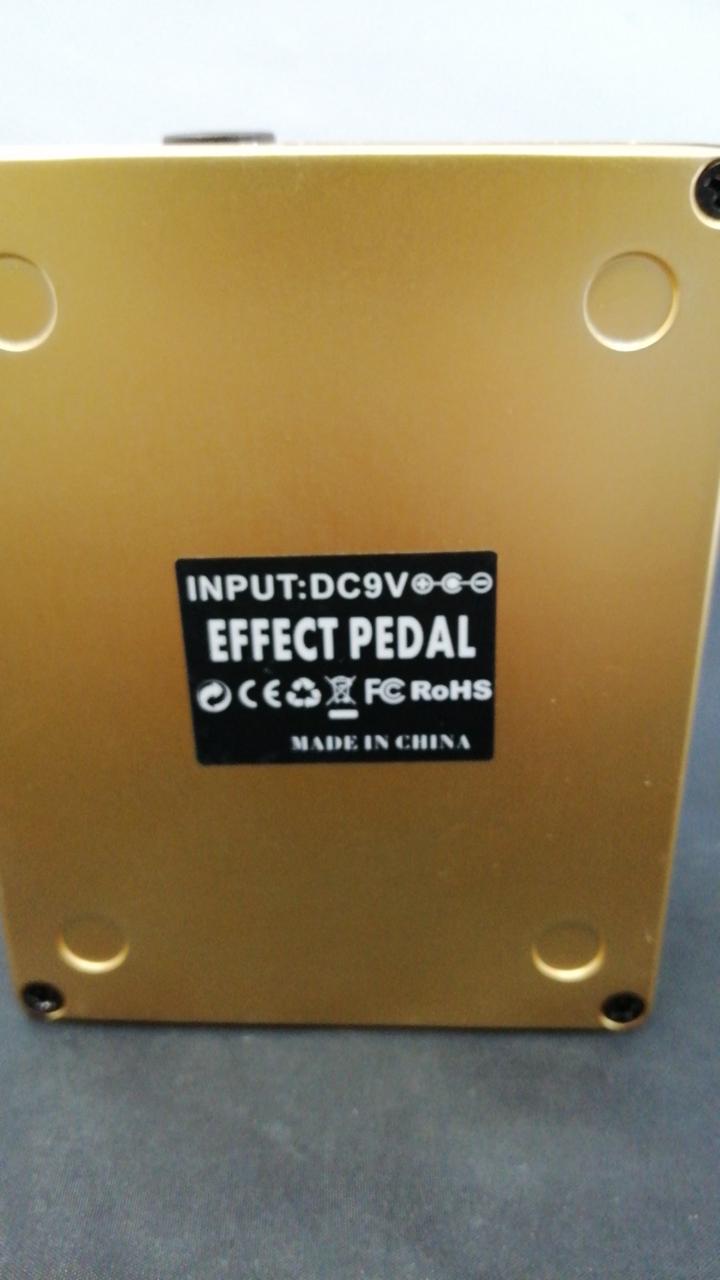 INPUT:DC9V
EFFECT PEDAL
CE FC RoHS
MADE IN CHINA